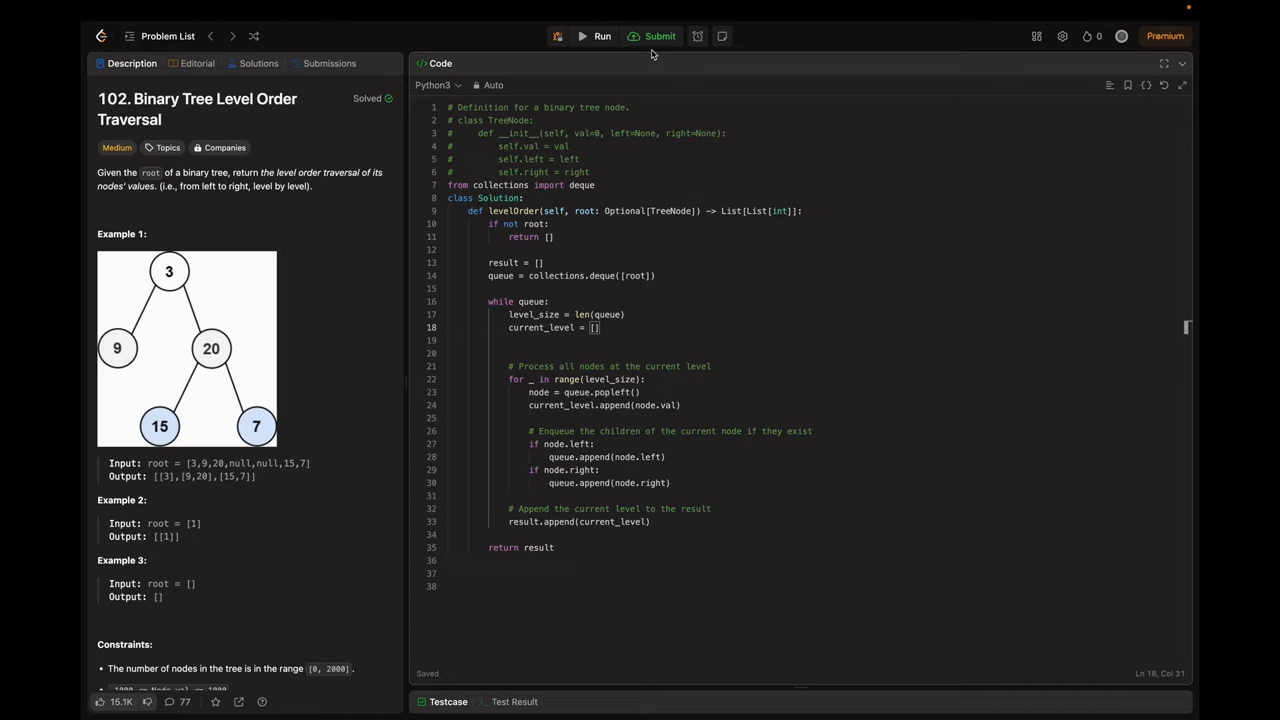 Problem List
Run
Submit
0
Premium
Description
Editorial
Solutions
Submissions
102. Binary Tree Level Order
Traversal
Solved
Medium
Topics
Companies
Given the root of a binary tree, return the level order traversal of its
nodes' values. (i.e., from left to right, level by level).
Example 1:
3
9
20
15
7
Input: root = [3,9,20,null,null,15,7]
Output: [[3],[9,20],[15,7]]
Example 2:
Input: root = [1]
Output: [[1]]
Example 3:
Input: root = []
Output: []
Constraints:
• The number of nodes in the tree is in the range [0, 2000].
• -1000 <= Node.val <= 1000
15.1K
77
</> Code
Python3
Auto
1 # Definition for a binary tree node.
2 # class TreeNode:
3 #     def __init__(self, val=0, left=None, right=None):
4 #         self.val = val
5 #         self.left = left
6 #         self.right = right
7 from collections import deque
8 class Solution:
9     def levelOrder(self, root: Optional[TreeNode]) -> List[List[int]]:
10         if not root:
11             return []
12
13         result = []
14         queue = collections.deque([root])
15
16         while queue:
17             level_size = len(queue)
18             current_level = []
19
20
21             # Process all nodes at the current level
22             for _ in range(level_size):
23                 node = queue.popleft()
24                 current_level.append(node.val)
25
26                 # Enqueue the children of the current node if they exist
27                 if node.left:
28                     queue.append(node.left)
29                 if node.right:
30                     queue.append(node.right)
31
32             # Append the current level to the result
33             result.append(current_level)
34
35         return result
36
37
38
Saved
Ln 18, Col 31
Testcase
Test Result